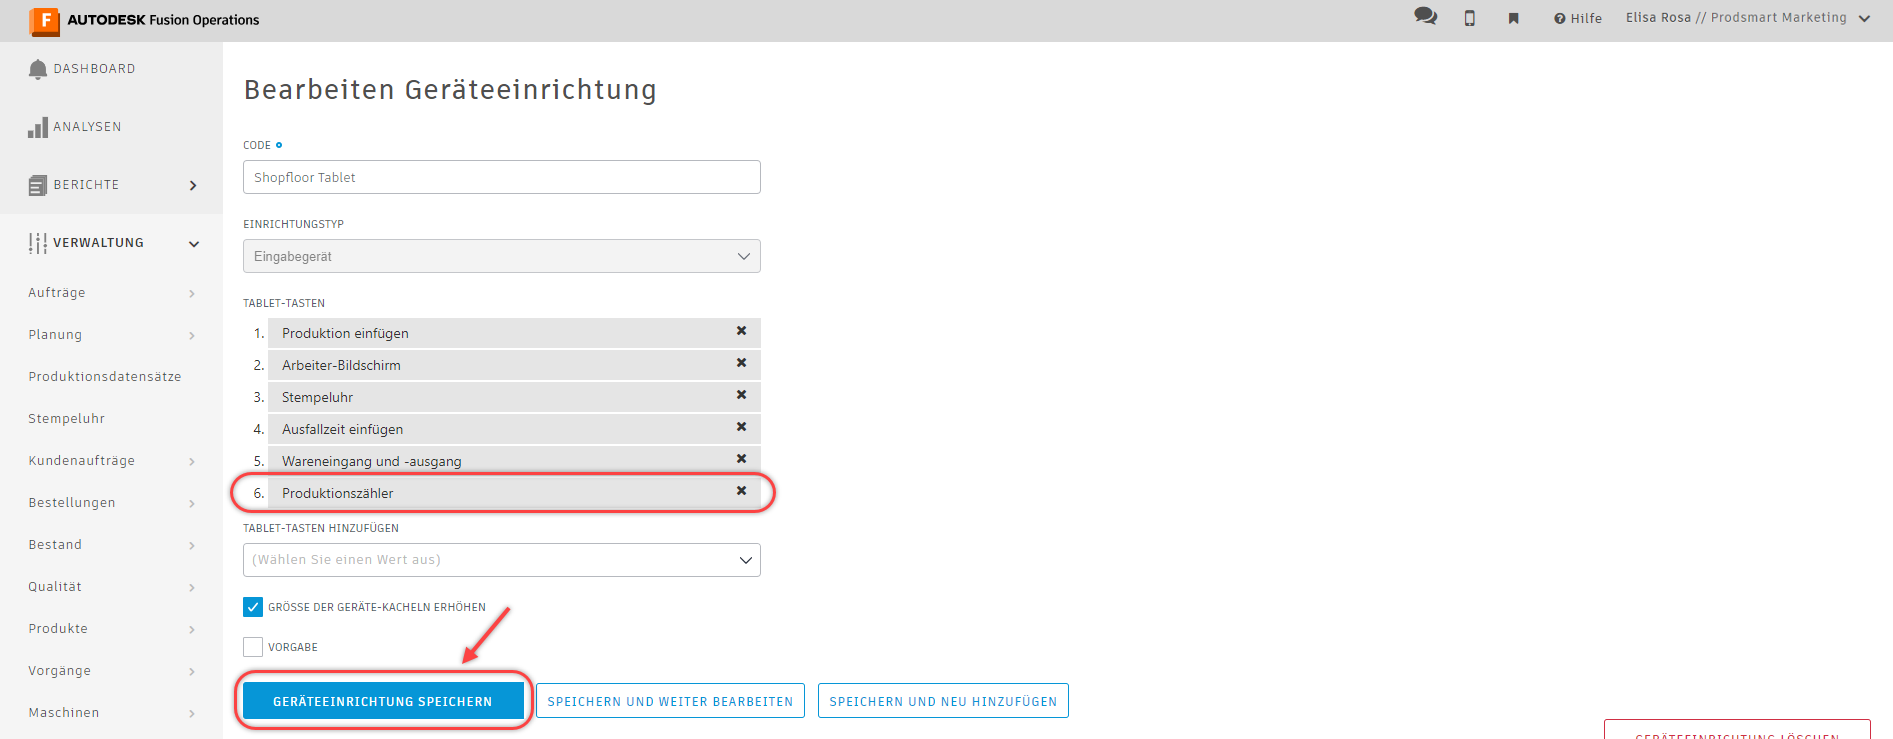 AUTODESK Fusion Operations
Hilfe
Elisa Rosa // Prodsmart Marketing
DASHBOARD
ANALYSEN
BERICHTE
VERWALTUNG
Aufträge
Planung
Produktionsdatensätze
Stempeluhr
Kundenaufträge
Bestellungen
Bestand
Qualität
Produkte
Vorgänge
Maschinen
Bearbeiten Geräteeinrichtung
CODE
Shopfloor Tablet
EINRICHTUNGSTYP
Eingabegerät
TABLET-TASTEN
1. Produktion einfügen
2. Arbeiter-Bildschirm
3. Stempeluhr
4. Ausfallzeit einfügen
5. Wareneingang und -ausgang
6. Produktionszähler
TABLET-TASTEN HINZUFÜGEN
(Wählen Sie einen Wert aus)
GRÖSSE DER GERÄTE-KACHELN ERHÖHEN
VORGABE
GERÄTEEINRICHTUNG SPEICHERN
SPEICHERN UND WEITER BEARBEITEN
SPEICHERN UND NEU HINZUFÜGEN
GERÄTEEINRICHTUNG LÖSCHEN